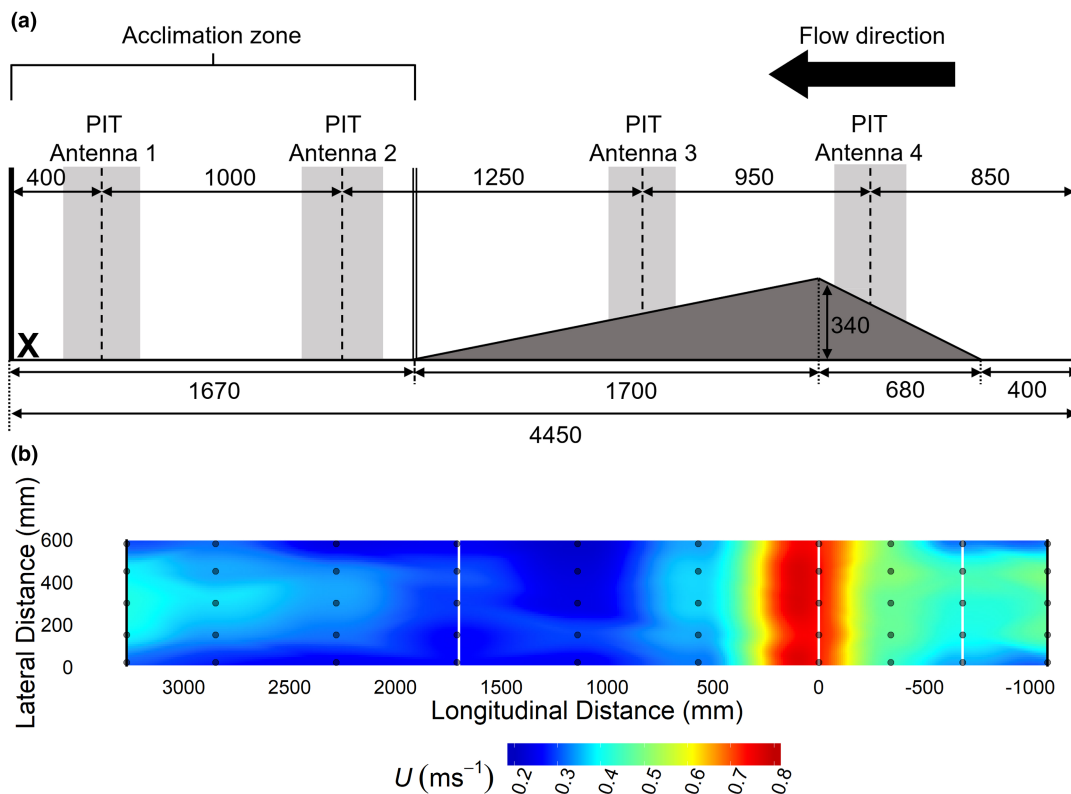 (a)
Acclimation zone
Flow direction
PIT
Antenna 1
PIT
Antenna 2
PIT
Antenna 3
PIT
Antenna 4
400
1000
1250
950
850
X
340
1670
1700
680
400
4450
(b)
Lateral Distance (mm)
600
400
200
0
3000
2500
2000
1500
1000
500
0
-500
-1000
Longitudinal Distance (mm)
U (ms⁻¹)
0.2
0.3
0.4
0.5
0.6
0.7
0.8